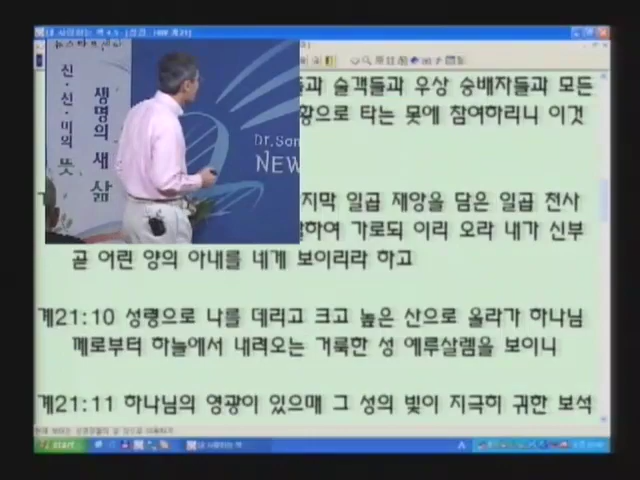 신·신·미의 뜻
생명의 새 삶
Dr.San
NEW
들과 술객들과 우상 숭배자들과 모든
황으로 타는 못에 참여하리니 이것
지막 일곱 재앙을 담은 일곱 천사
하여 가로되 이리 오라 내가 신부
곧 어린 양의 아내를 네게 보이리라 하고
계21:10 성령으로 나를 데리고 크고 높은 산으로 올라가 하나님
께로부터 하늘에서 내려오는 거룩한 성 예루살렘을 보이니
계21:11 하나님의 영광이 있으매 그 성의 빛이 지극히 귀한 보석
start